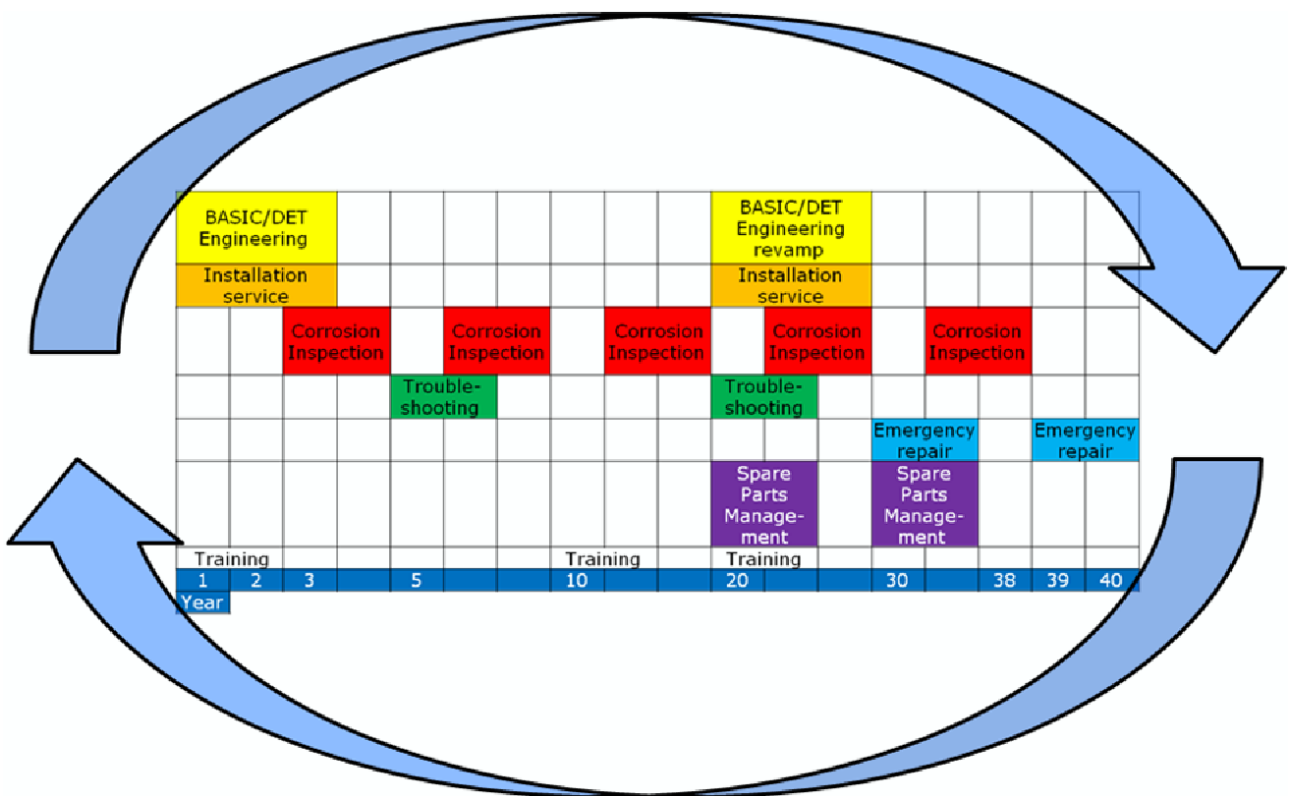 BASIC/DET
Engineering
BASIC/DET
Engineering
revamp
Installation
service
Installation
service
Corrosion
Inspection
Corrosion
Inspection
Corrosion
Inspection
Corrosion
Inspection
Corrosion
Inspection
Trouble-
shooting
Trouble-
shooting
Emergency
repair
Emergency
repair
Spare
Parts
Manage-
ment
Spare
Parts
Manage-
ment
Training Training Training
1 2 3 5 10 20 30 38 39 40
Year